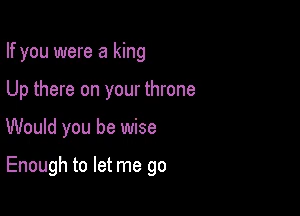 If you were a king
Up there on your throne
Would you be wise
Enough to let me go